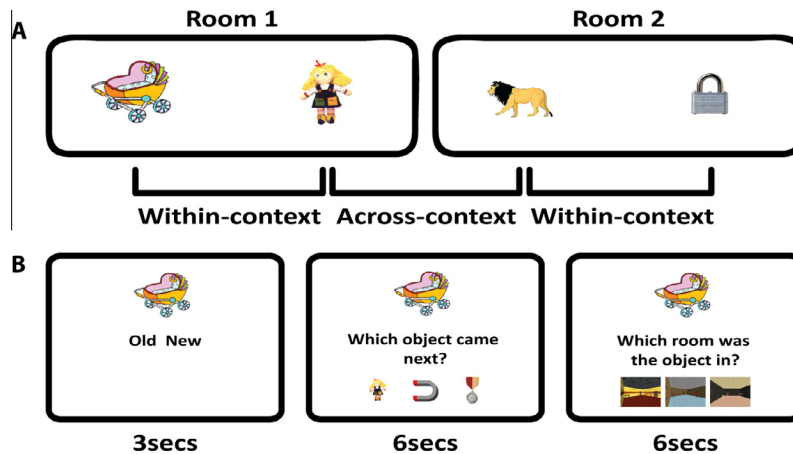 A
Room 1 Room 2
Within-context Across-context Within-context
B
Old New
Which object came
next?
Which room was
the object in?
3secs 6secs 6secs